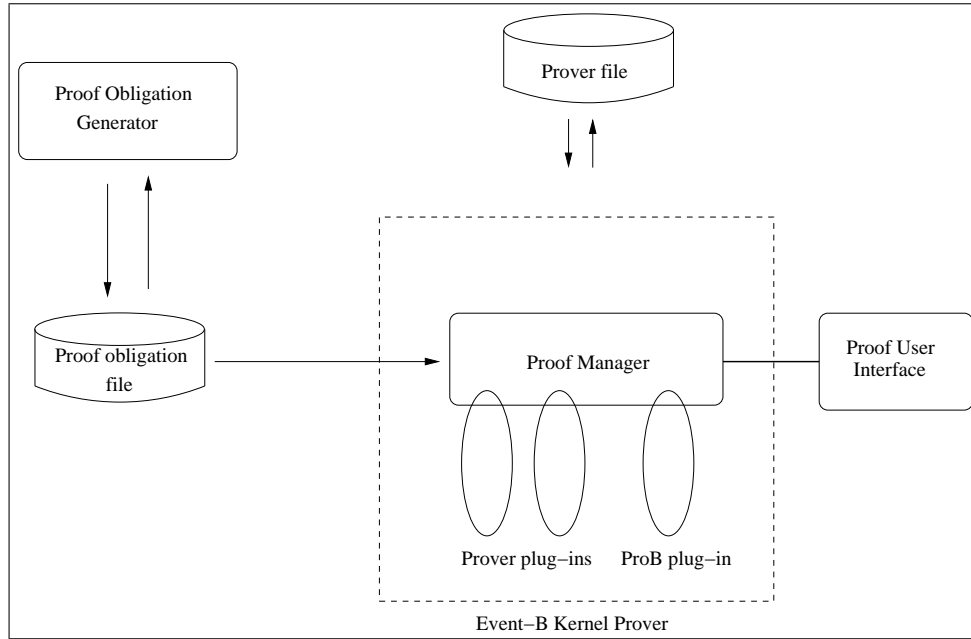 Prover file
Proof Obligation
Generator
Proof obligation
file
Proof Manager
Proof User
Interface
Prover plug−ins
ProB plug−in
Event−B Kernel Prover